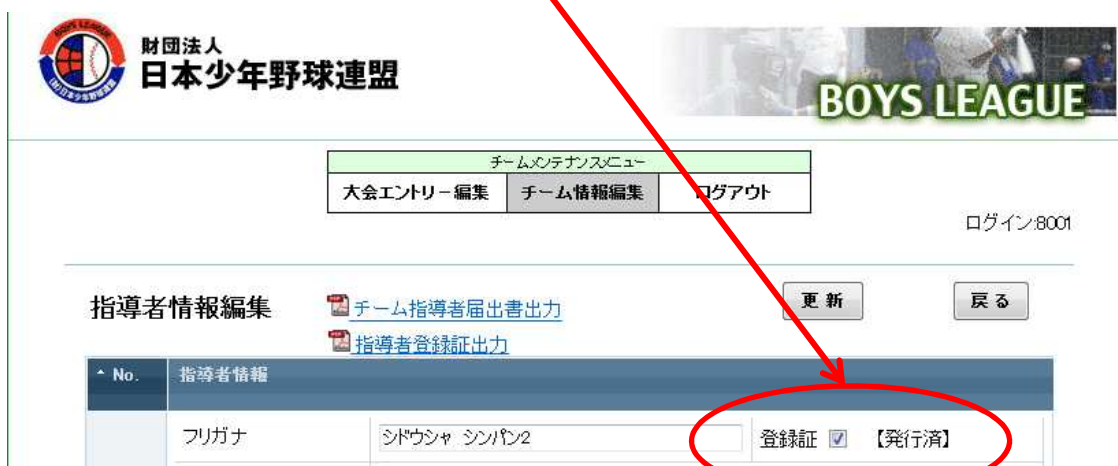 BOYS LEAGUE
財団法人
日本少年野球連盟
BOYS LEAGUE
チームメンテナンスメニュー
大会エントリー編集 チーム情報編集 ログアウト
ログイン:8001
指導者情報編集
チーム指導者届出書出力
更新
戻る
指導者登録証出力
No. 指導者情報
フリガナ シドウシャ シンパン2 登録証 【発行済】